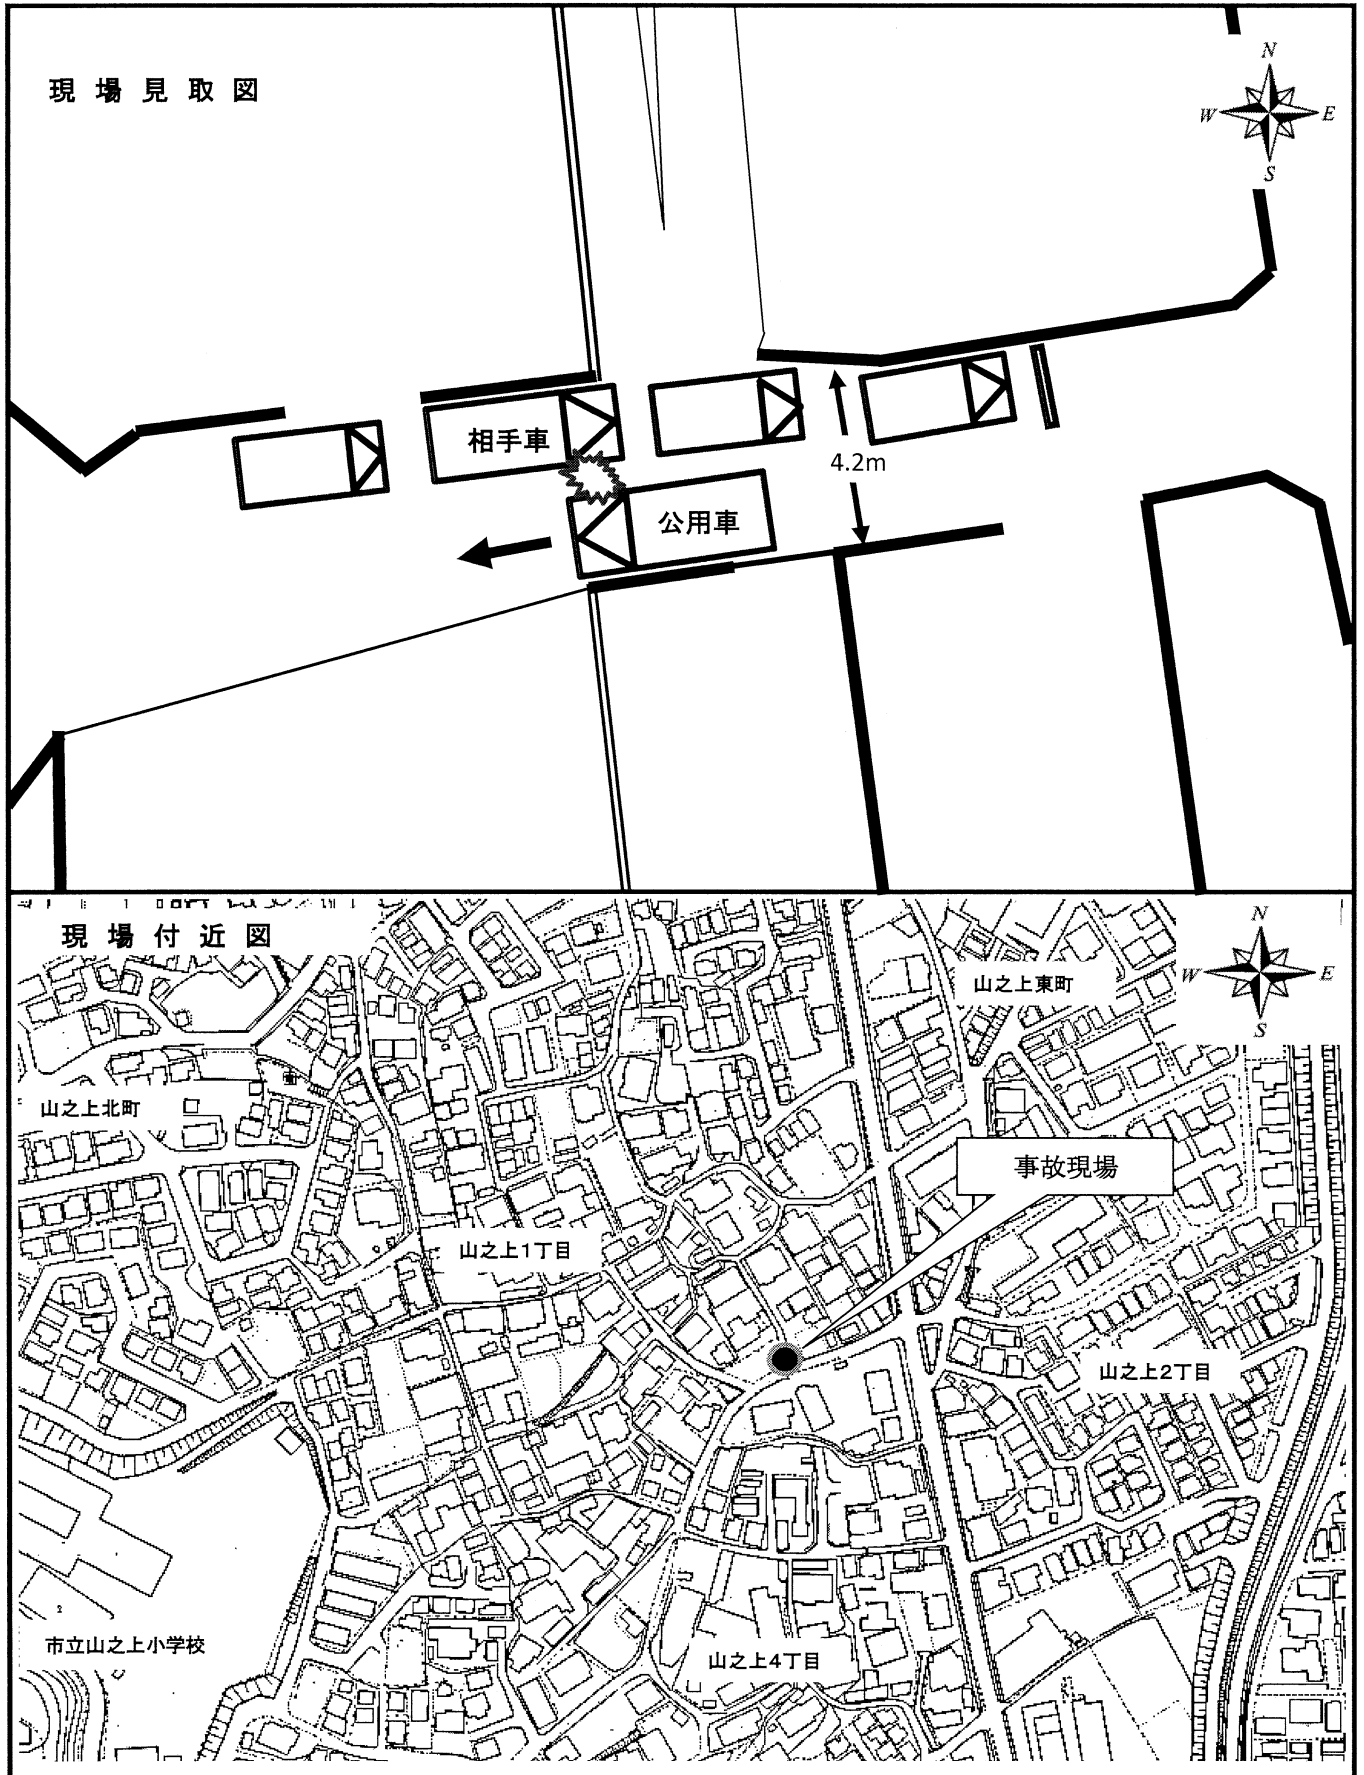 現場見取図
N
W
E
S
相手車
4.2m
公用車
現場付近図
N
W
E
S
山之上東町
山之上北町
事故現場
山之上1丁目
山之上2丁目
市立山之上小学校
山之上4丁目